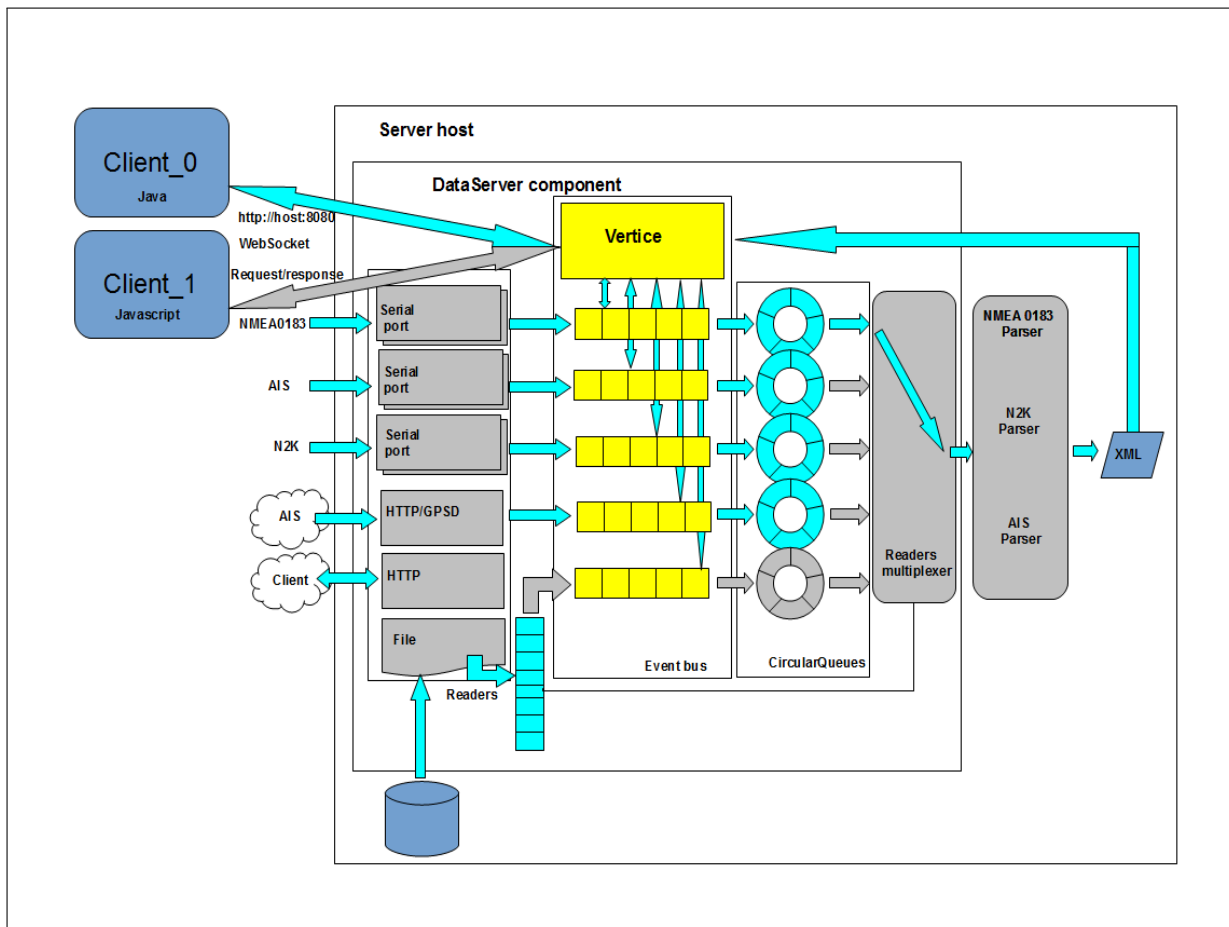 Server host
DataServer component
Client_0
Java
http://host:8080
WebSocket
Request/response
Client_1
Javascript
Vertice
NMEA0183
Serial
port
AIS
Serial
port
N2K
Serial
port
AIS
HTTP/GPSD
Client
HTTP
File
Readers
Event bus
CircularQueues
Readers
multiplexer
NMEA 0183
Parser
N2K
Parser
AIS
Parser
XML